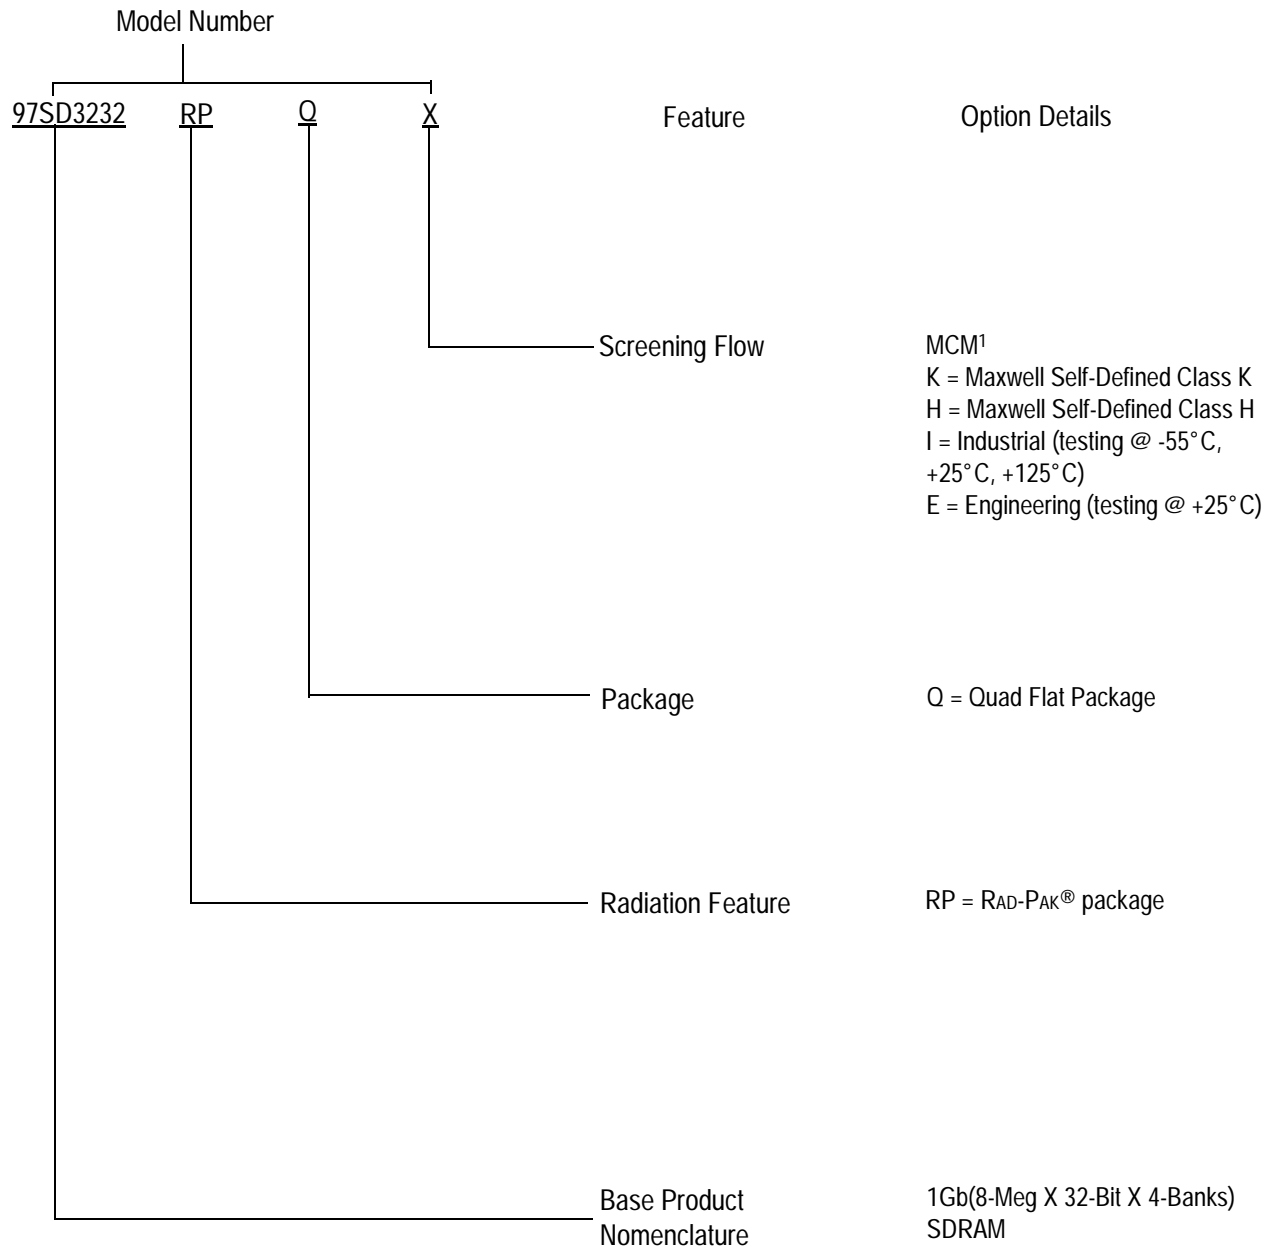 Model Number
97SD3232 RP Q X Feature Option Details
Screening Flow MCM1
K = Maxwell Self-Defined Class K
H = Maxwell Self-Defined Class H
I = Industrial (testing @ -55°C,
+25°C, +125°C)
E = Engineering (testing @ +25°C)
Package Q = Quad Flat Package
Radiation Feature RP = RAD-PAK® package
Base Product 1Gb(8-Meg X 32-Bit X 4-Banks)
Nomenclature SDRAM